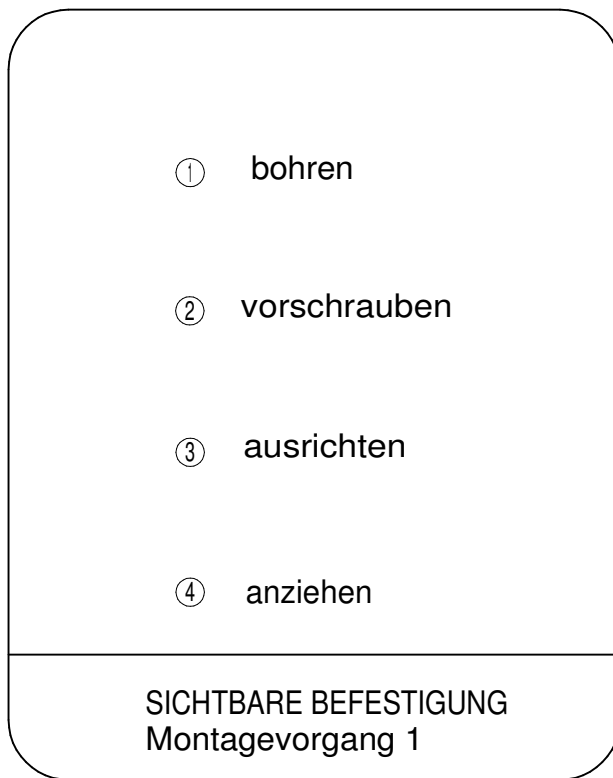 ① bohren
② vorschrauben
③ ausrichten
④ anziehen
SICHTBARE BEFESTIGUNG
Montagevorgang 1